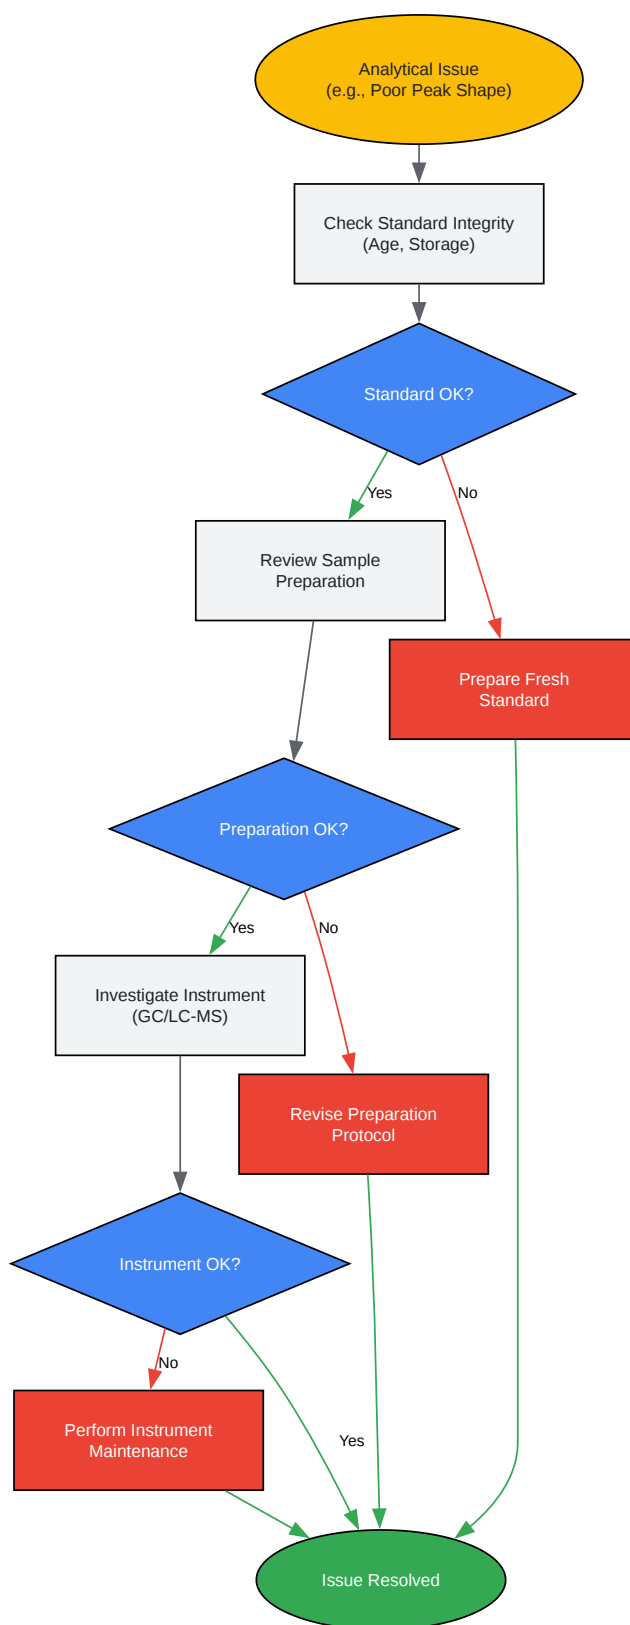 Analytical Issue
(e.g., Poor Peak Shape)
Check Standard Integrity
(Age, Storage)
Standard OK?
Yes
No
Review Sample
Preparation
Prepare Fresh
Standard
Preparation OK?
Yes
No
Investigate Instrument
(GC/LC-MS)
Revise Preparation
Protocol
Instrument OK?
No
Perform Instrument
Maintenance
Yes
Issue Resolved